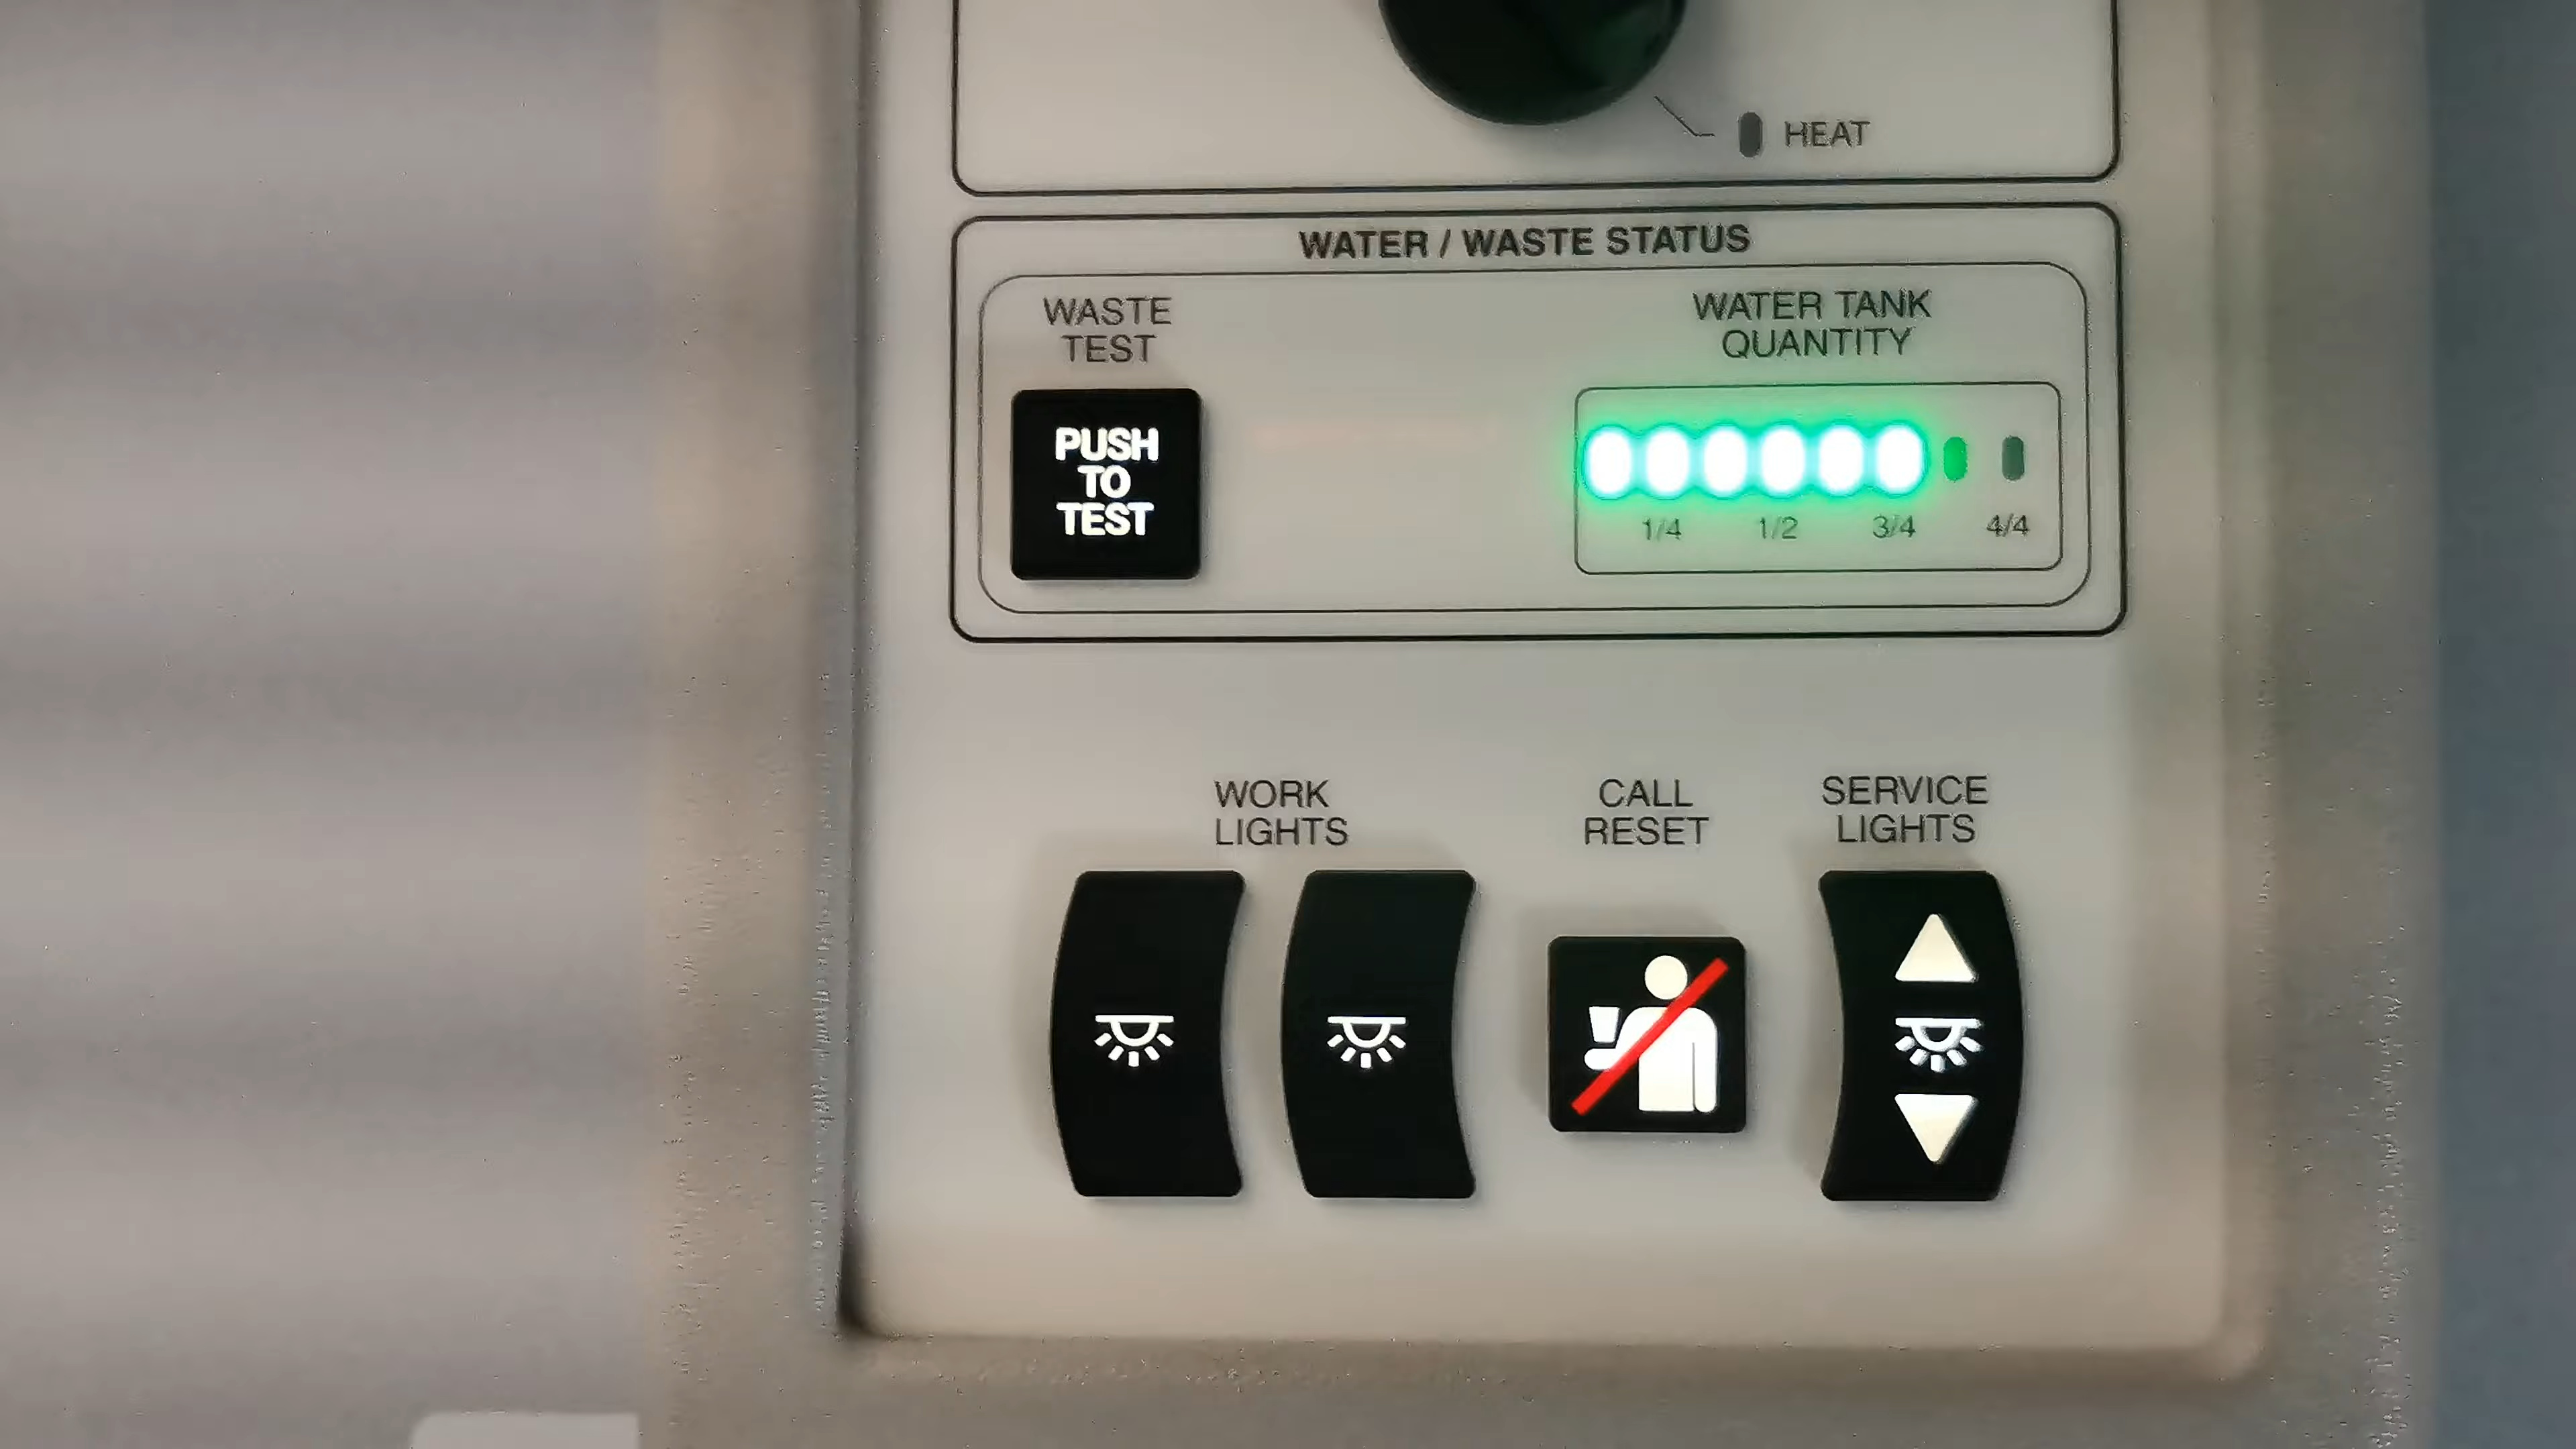 HEAT
WATER / WASTE STATUS
WASTE
TEST
PUSH
TO
TEST
WATER TANK
QUANTITY
1/4 1/2 3/4 4/4
WORK
LIGHTS
CALL
RESET
SERVICE
LIGHTS